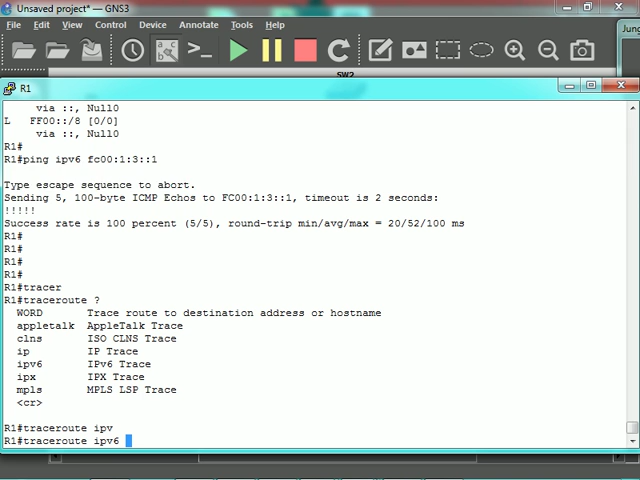 Unsaved project* — GNS3
File Edit View Control Device Annotate Tools Help
Jung
SW2
R1
via ::, Null0
L FF00::/8 [0/0]
via ::, Null0
R1#
R1#ping ipv6 fc00:1:3::1
Type escape sequence to abort.
Sending 5, 100-byte ICMP Echos to FC00:1:3::1, timeout is 2 seconds:
!!!!!
Success rate is 100 percent (5/5), round-trip min/avg/max = 20/52/100 ms
R1#
R1#
R1#
R1#
R1#tracer
R1#traceroute ?
WORD Trace route to destination address or hostname
appletalk AppleTalk Trace
clns ISO CLNS Trace
ip IP Trace
ipv6 IPv6 Trace
ipx IPX Trace
mpls MPLS LSP Trace
<cr>
R1#traceroute ipv
R1#traceroute ipv6